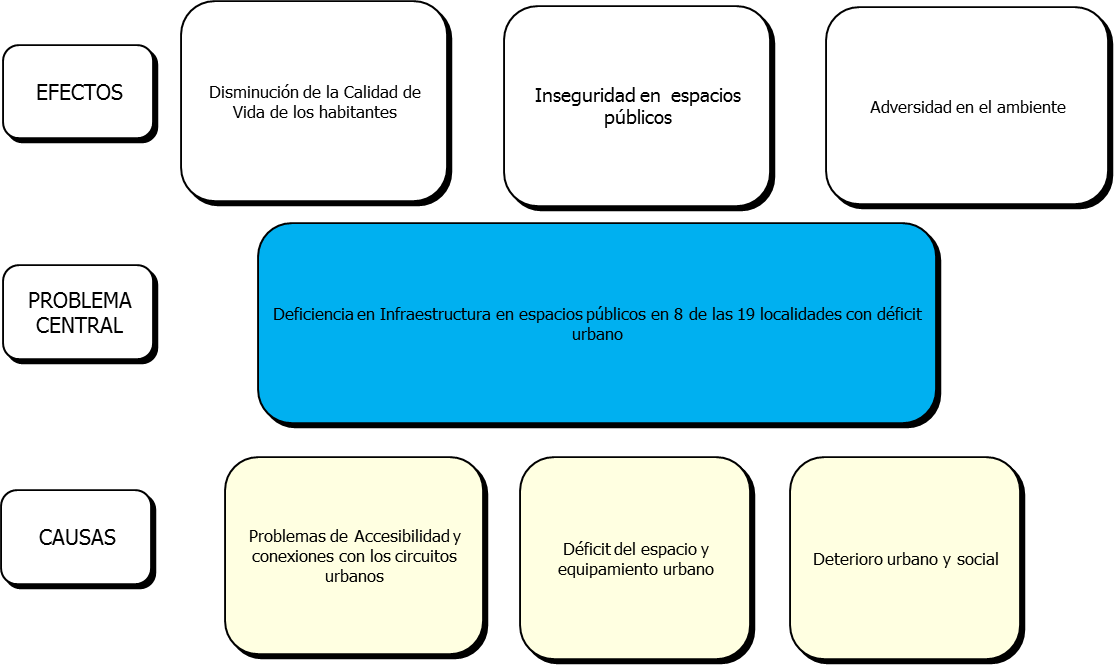 EFECTOS
Disminución de la Calidad de
Vida de los habitantes
Inseguridad en espacios
públicos
Adversidad en el ambiente
PROBLEMA
CENTRAL
Deficiencia en Infraestructura en espacios públicos en 8 de las 19 localidades con déficit
urbano
CAUSAS
Problemas de Accesibilidad y
conexiones con los circuitos
urbanos
Déficit del espacio y
equipamiento urbano
Deterioro urbano y social